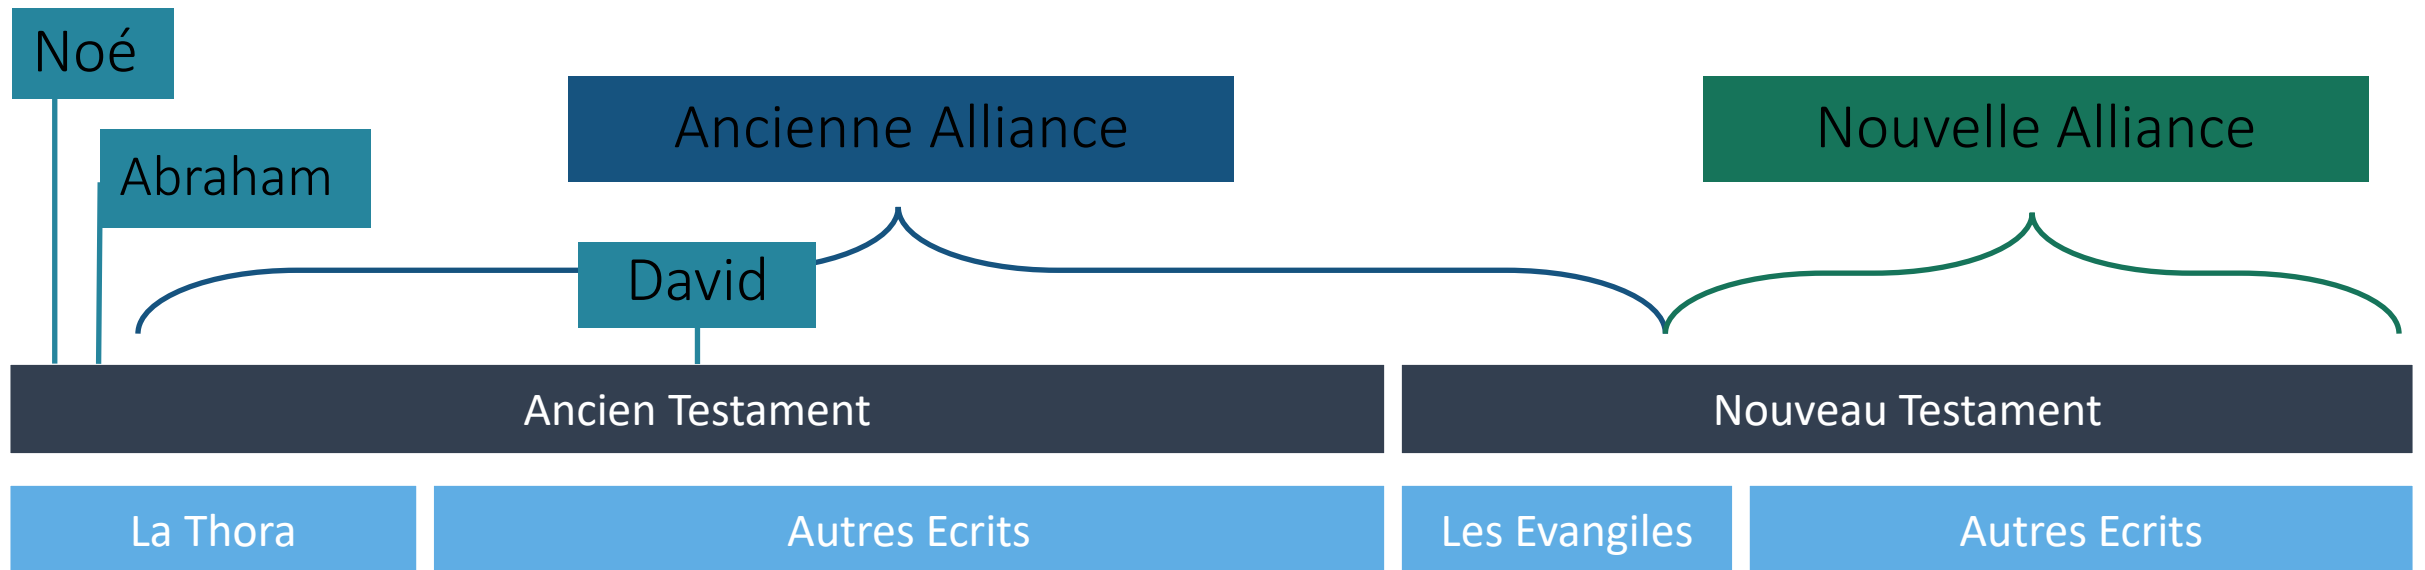 Noé
Ancienne Alliance
Nouvelle Alliance
Abraham
David
Ancien Testament
Nouveau Testament
La Thora
Autres Ecrits
Les Evangiles
Autres Ecrits